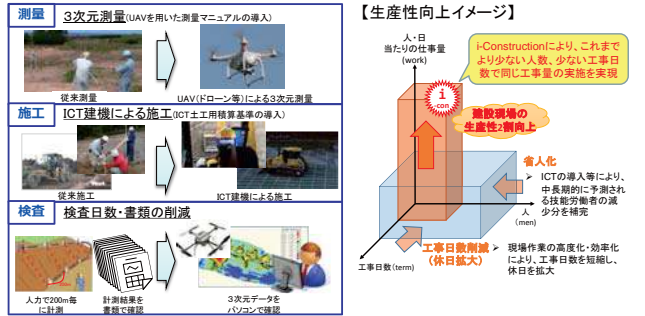 測量
3次元測量(UAVを用いた測量マニュアルの導入)
従来測量
UAV(ドローン等)による3次元測量
施工
ICT建機による施工(ICT土工用積算基準の導入)
従来施工
ICT建機による施工
検査
検査日数・書類の削減
人力で200m毎
に計測
計測結果を
書類で確認
3次元データを
パソコンで確認
【生産性向上イメージ】
人・日
当たりの仕事量
(work)
i-Constructionにより、これまで
より少ない人数、少ない工事日
数で同じ工事量の実施を実現
i
-con
建設現場の
生産性2割向上
省人化
➢ ICTの導入等により、
中長期的に予測され
る技能労働者の減
少分を補完
人
(men)
工事日数削減
(休日拡大)
➢ 現場作業の高度化・効率化
により、工事日数を短縮し、
休日を拡大
工事日数(term)